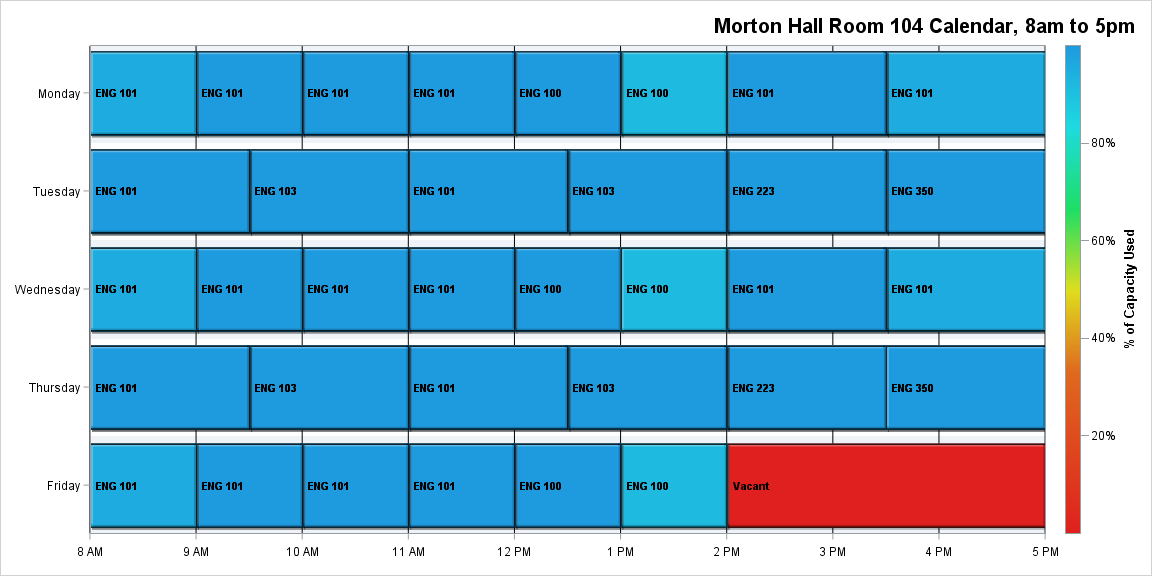 Morton Hall Room 104 Calendar, 8am to 5pm
Monday
ENG 101
ENG 101
ENG 101
ENG 101
ENG 100
ENG 100
ENG 101
ENG 101
Tuesday
ENG 101
ENG 103
ENG 101
ENG 103
ENG 223
ENG 350
Wednesday
ENG 101
ENG 101
ENG 101
ENG 101
ENG 100
ENG 100
ENG 101
ENG 101
Thursday
ENG 101
ENG 103
ENG 101
ENG 103
ENG 223
ENG 350
Friday
ENG 101
ENG 101
ENG 101
ENG 101
ENG 100
ENG 100
Vacant
8 AM
9 AM
10 AM
11 AM
12 PM
1 PM
2 PM
3 PM
4 PM
5 PM
80%
60%
40%
20%
% of Capacity Used